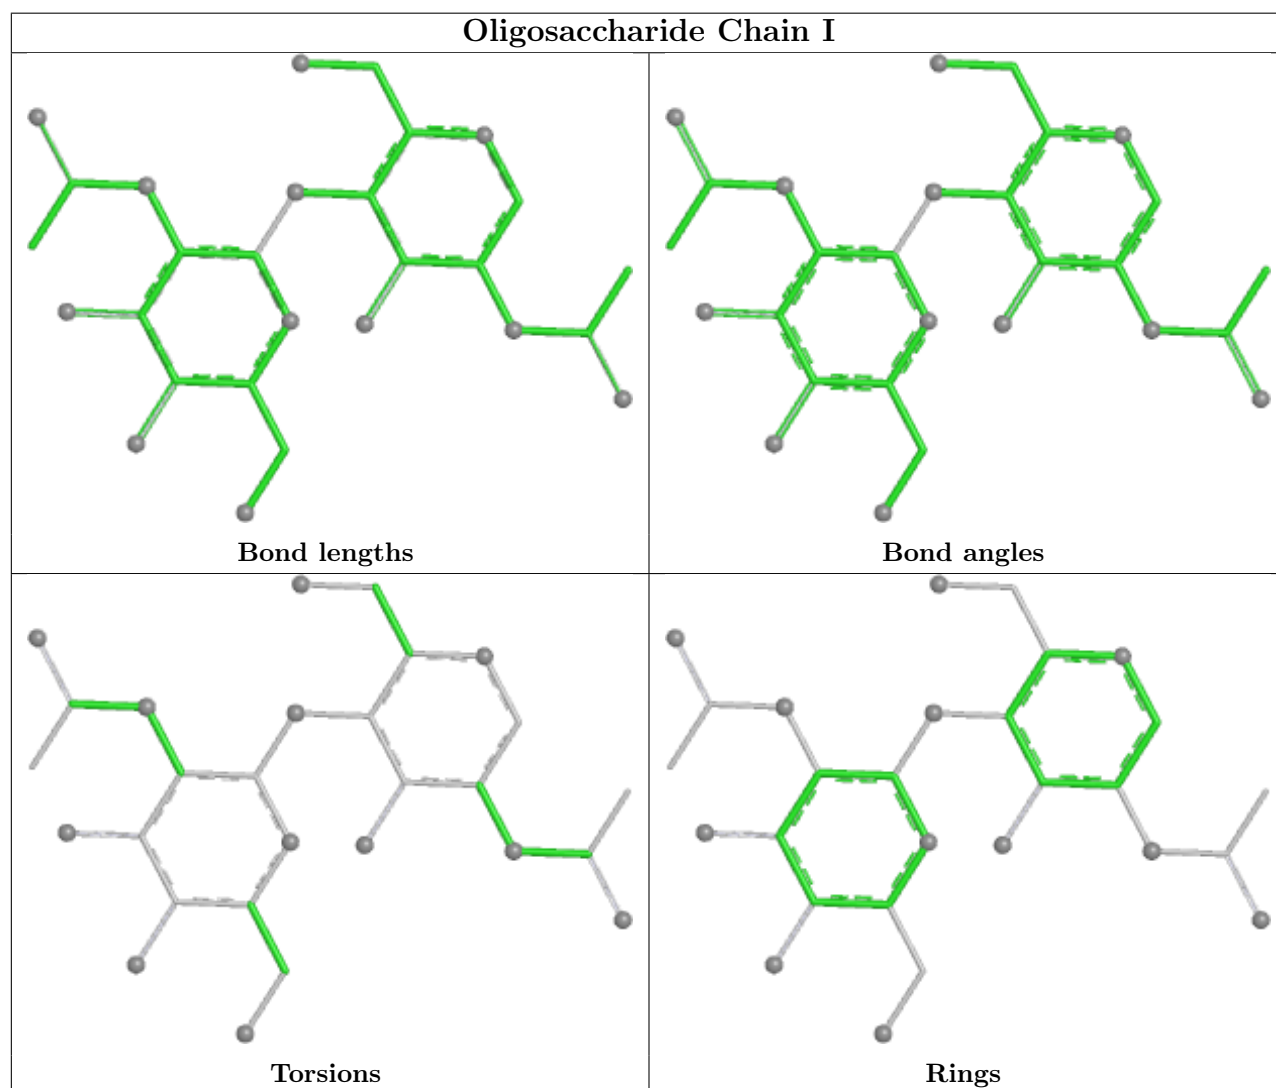 Oligosaccharide Chain I
Bond lengths
Bond angles
Torsions
Rings